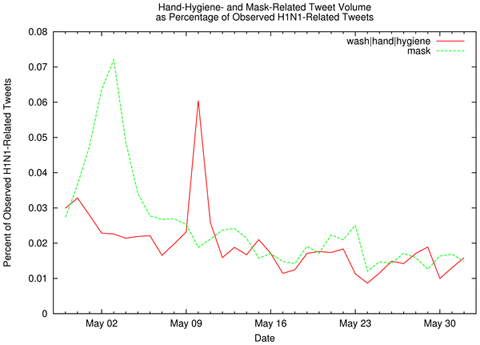 Hand-Hygiene- and Mask-Related Tweet Volume
as Percentage of Observed H1N1-Related Tweets
wash|hand|hygiene
mask
Percent of Observed H1N1-Related Tweets
0.08
0.07
0.06
0.05
0.04
0.03
0.02
0.01
0
May 02
May 09
May 16
May 23
May 30
Date